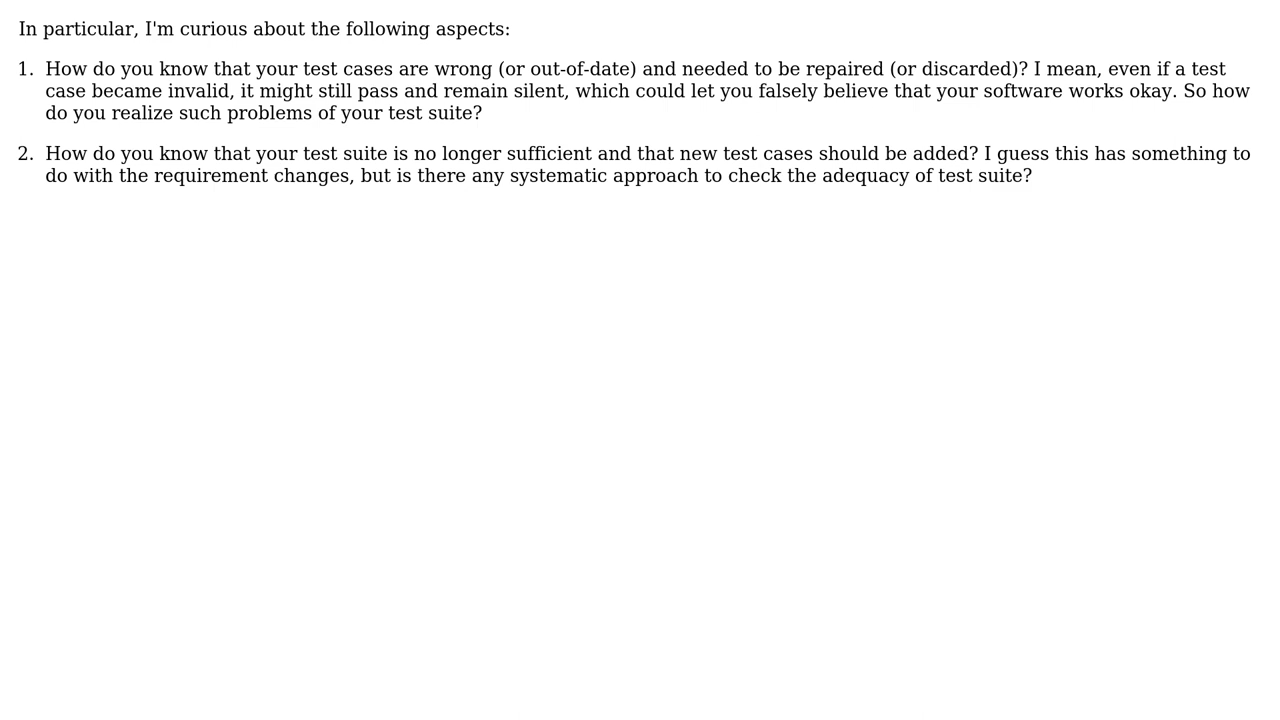 In particular, I'm curious about the following aspects:
1. How do you know that your test cases are wrong (or out-of-date) and needed to be repaired (or discarded)? I mean, even if a test
case became invalid, it might still pass and remain silent, which could let you falsely believe that your software works okay. So how
do you realize such problems of your test suite?
2. How do you know that your test suite is no longer sufficient and that new test cases should be added? I guess this has something to
do with the requirement changes, but is there any systematic approach to check the adequacy of test suite?